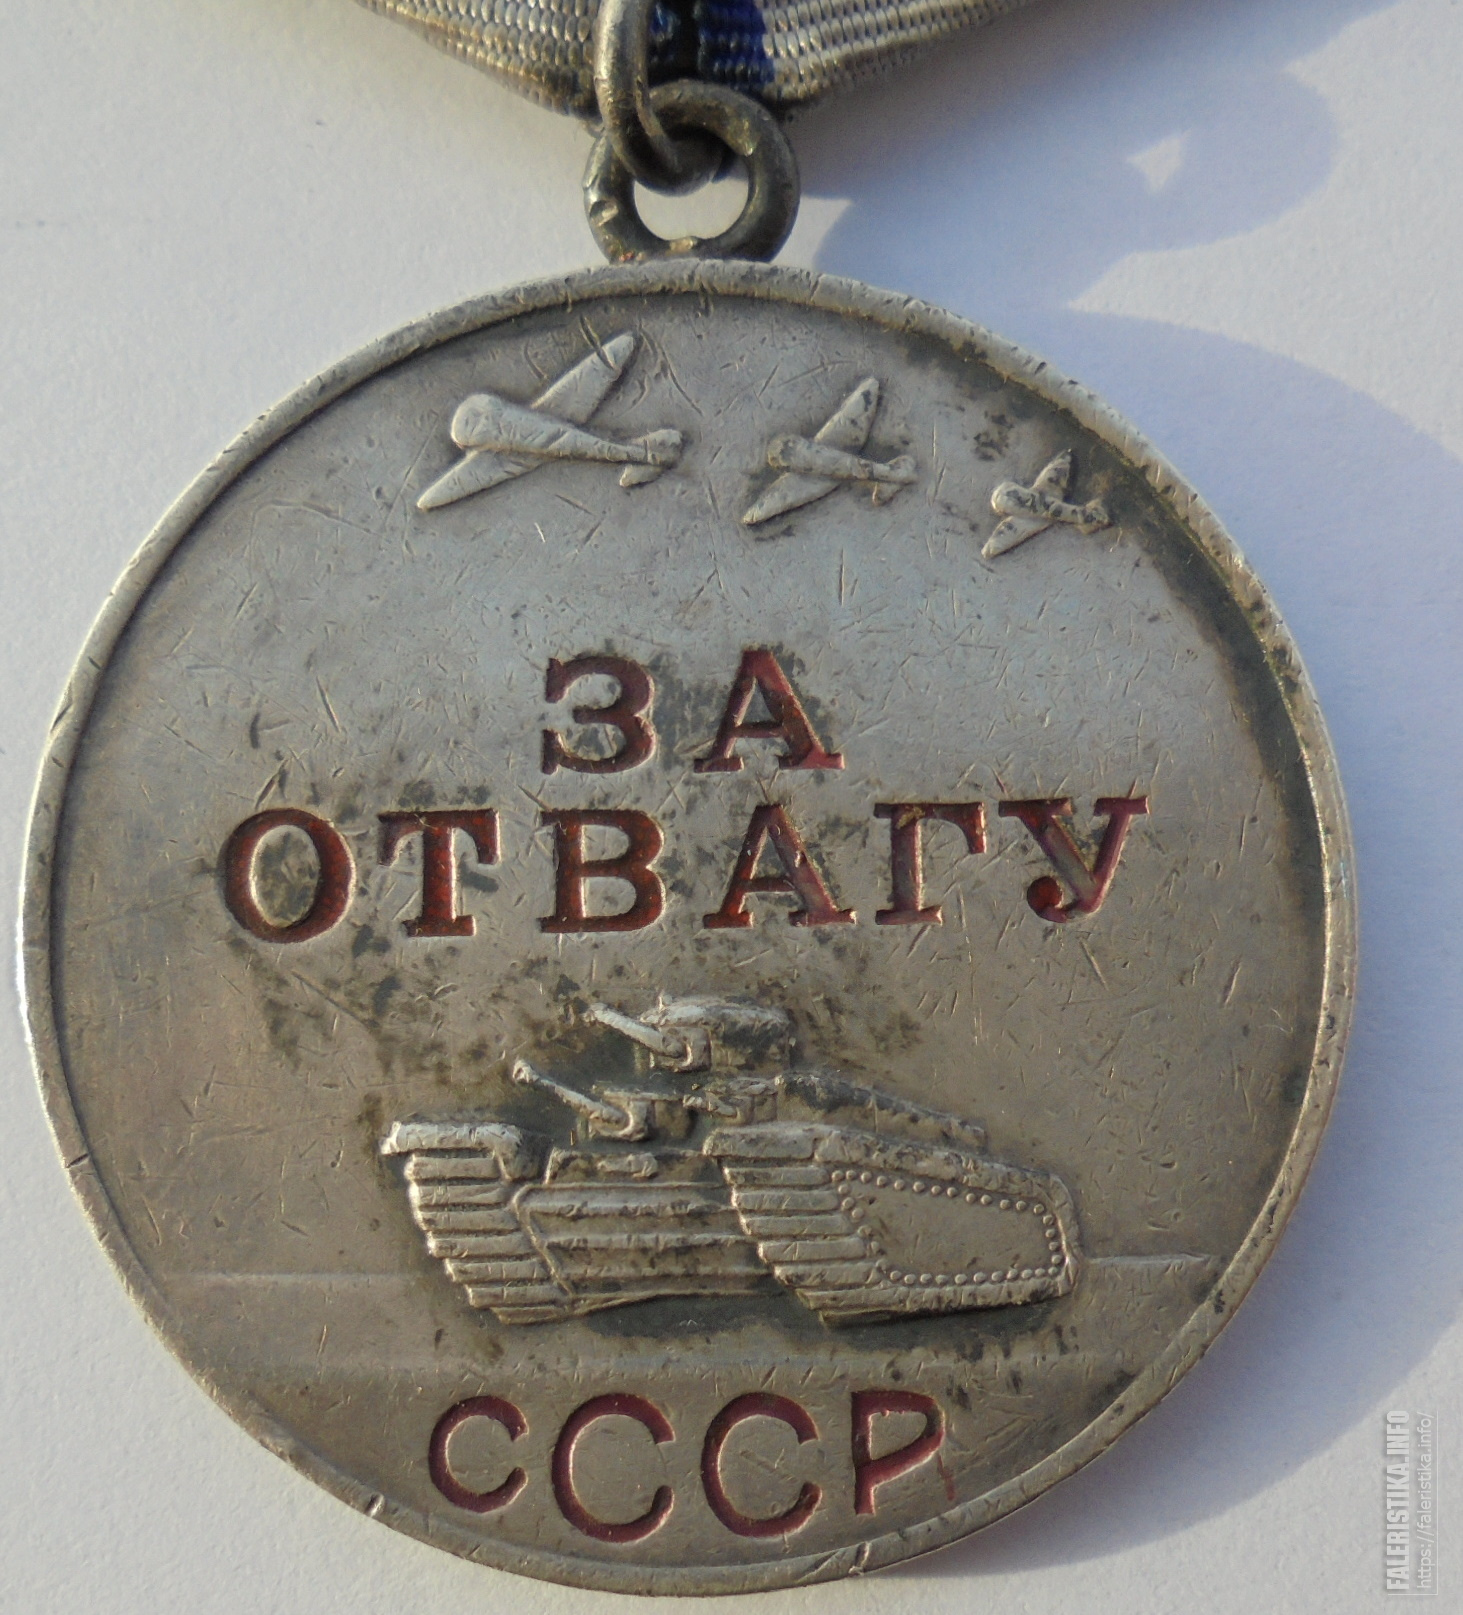 ЗА
ОТВАГУ
СССР
FALERISTIKA.INFO
https://faleristika.info/